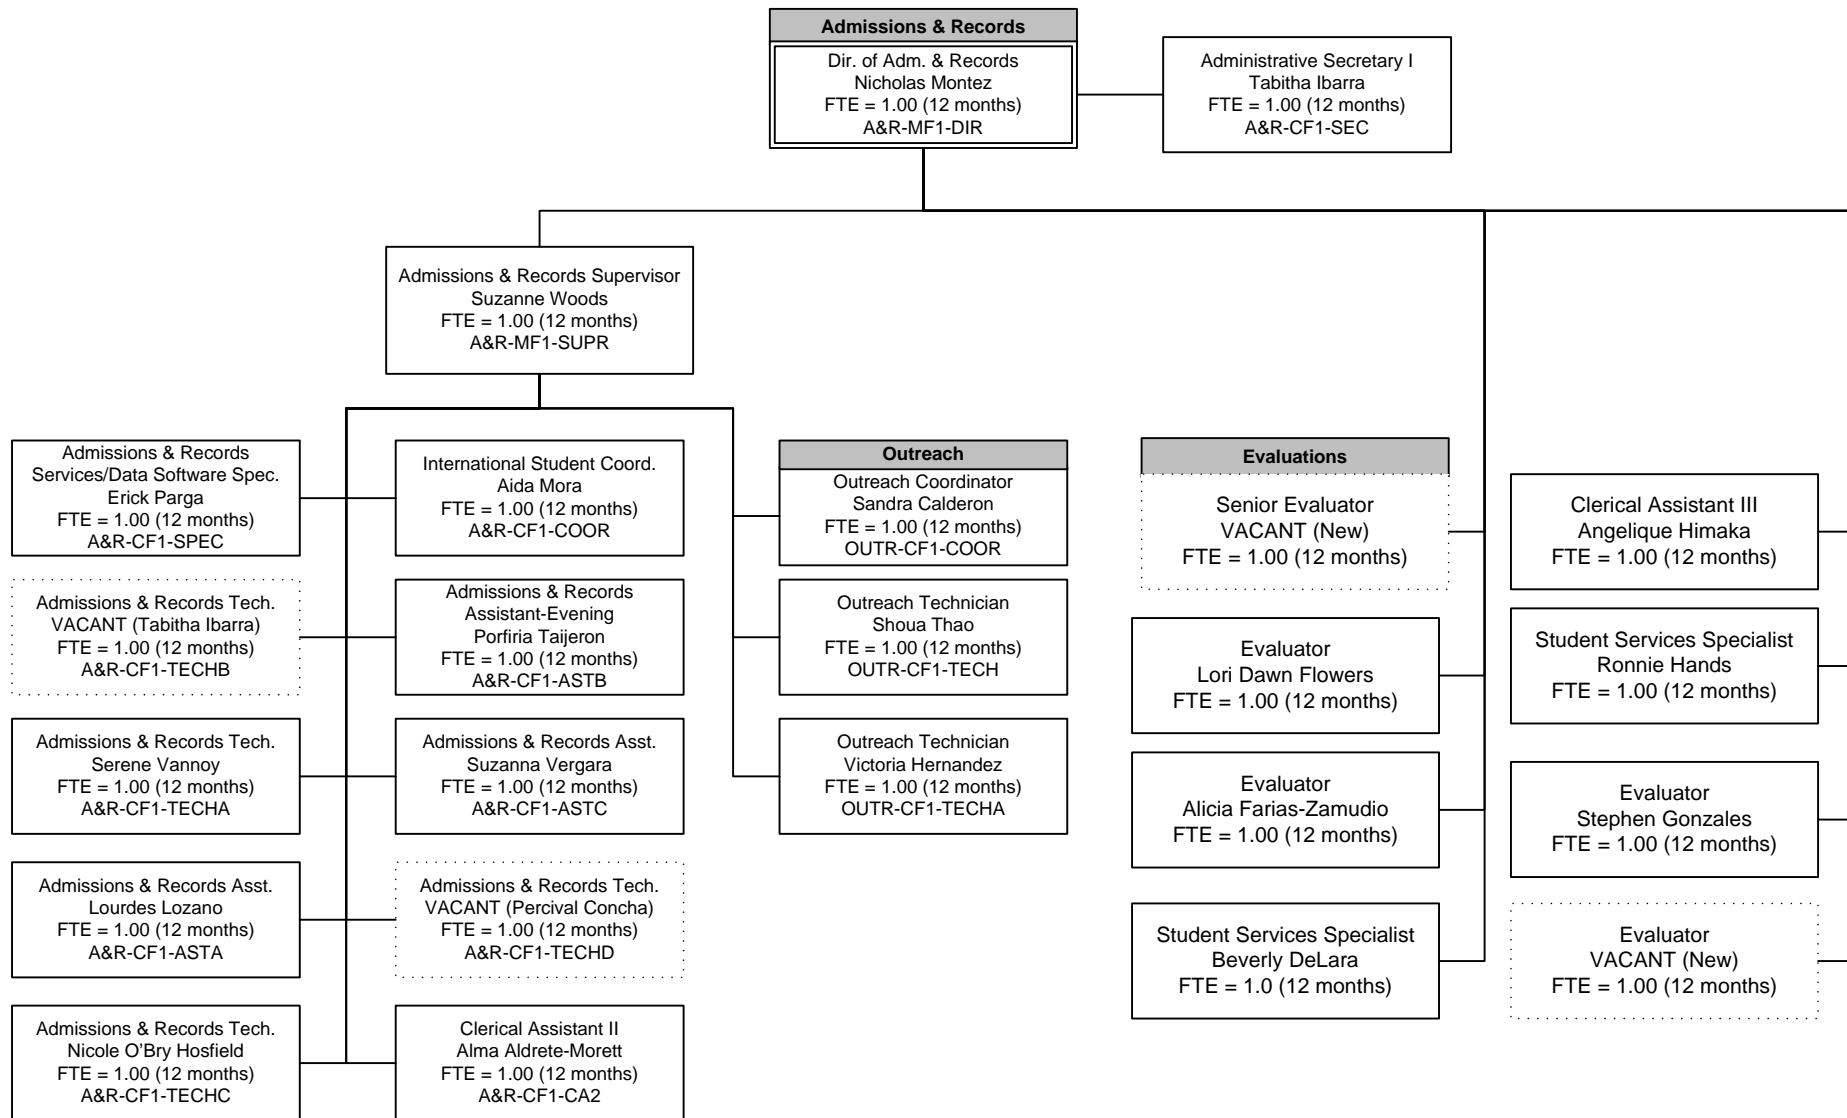 Admissions & Records
Dir. of Adm. & Records
Nicholas Montez
FTE = 1.00 (12 months)
A&R-MF1-DIR
Administrative Secretary I
Tabitha Ibarra
FTE = 1.00 (12 months)
A&R-CF1-SEC
Admissions & Records Supervisor
Suzanne Woods
FTE = 1.00 (12 months)
A&R-MF1-SUPR
Admissions & Records
Services/Data Software Spec.
Erick Parga
FTE = 1.00 (12 months)
A&R-CF1-SPEC
Admissions & Records Tech.
VACANT (Tabitha Ibarra)
FTE = 1.00 (12 months)
A&R-CF1-TECHB
Admissions & Records Tech.
Serene Vannoy
FTE = 1.00 (12 months)
A&R-CF1-TECHA
Admissions & Records Asst.
Lourdes Lozano
FTE = 1.00 (12 months)
A&R-CF1-ASTA
Admissions & Records Tech.
Nicole O'Bry Hosfield
FTE = 1.00 (12 months)
A&R-CF1-TECHC
International Student Coord.
Aida Mora
FTE = 1.00 (12 months)
A&R-CF1-COOR
Admissions & Records
Assistant-Evening
Porfiria Taijeron
FTE = 1.00 (12 months)
A&R-CF1-ASTB
Admissions & Records Asst.
Suzanna Vergara
FTE = 1.00 (12 months)
A&R-CF1-ASTC
Admissions & Records Tech.
VACANT (Percival Concha)
FTE = 1.00 (12 months)
A&R-CF1-TECHD
Clerical Assistant II
Alma Aldrete-Morett
FTE = 1.00 (12 months)
A&R-CF1-CA2
Outreach
Outreach Coordinator
Sandra Calderon
FTE = 1.00 (12 months)
OUTR-CF1-COOR
Outreach Technician
Shoua Thao
FTE = 1.00 (12 months)
OUTR-CF1-TECH
Outreach Technician
Victoria Hernandez
FTE = 1.00 (12 months)
OUTR-CF1-TECHA
Evaluations
Senior Evaluator
VACANT (New)
FTE = 1.00 (12 months)
Evaluator
Lori Dawn Flowers
FTE = 1.00 (12 months)
Evaluator
Alicia Farias-Zamudio
FTE = 1.00 (12 months)
Student Services Specialist
Beverly DeLara
FTE = 1.0 (12 months)
Clerical Assistant III
Angelique Himaka
FTE = 1.00 (12 months)
Student Services Specialist
Ronnie Hands
FTE = 1.00 (12 months)
Evaluator
Stephen Gonzales
FTE = 1.00 (12 months)
Evaluator
VACANT (New)
FTE = 1.00 (12 months)